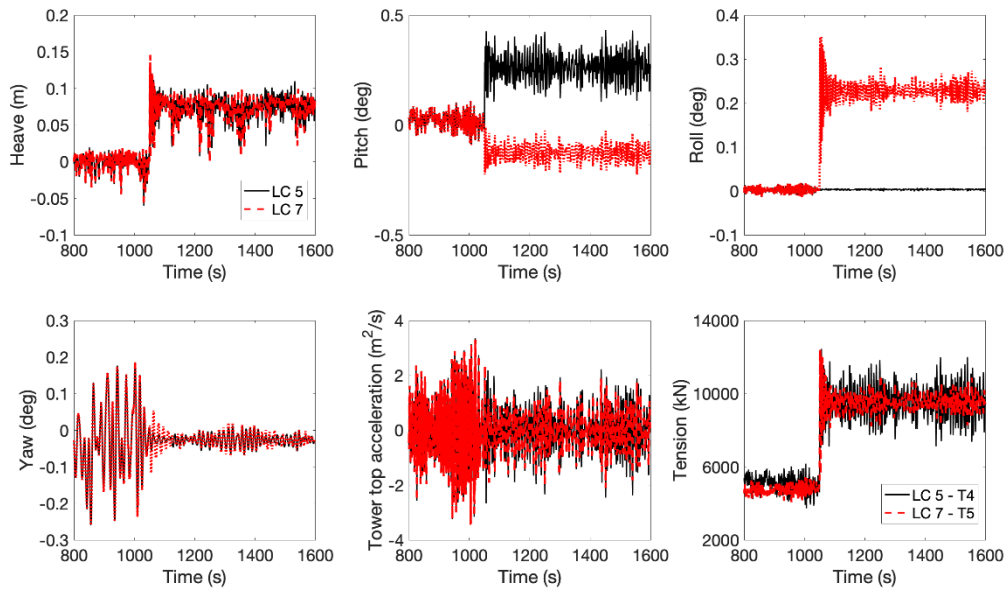 0.2
0.15
0.1
0.05
0
-0.05
-0.1
Heave (m)
LC 5
LC 7
800 1000 1200 1400 1600
Time (s)
0.5
0
-0.5
Pitch (deg)
800 1000 1200 1400 1600
Time (s)
0.4
0.3
0.2
0.1
0
-0.1
Roll (deg)
800 1000 1200 1400 1600
Time (s)
0.3
0.2
0.1
0
-0.1
-0.2
-0.3
Yaw (deg)
800 1000 1200 1400 1600
Time (s)
4
2
0
-2
-4
Tower top accleration (m²/s)
800 1000 1200 1400 1600
Time (s)
14000
10000
6000
2000
Tension (kN)
LC 5 - T4
LC 7 - T5
800 1000 1200 1400 1600
Time (s)